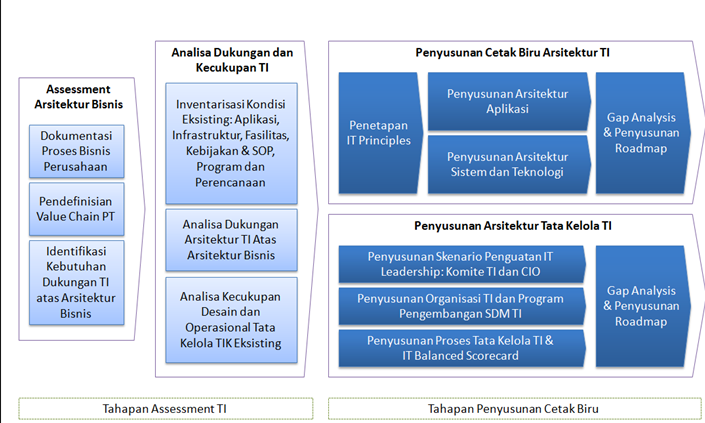 Assessment
Arsitektur Bisnis
Dokumentasi
Proses Bisnis
Perusahaan
Pendefinisian
Value Chain PT
Identifikasi
Kebutuhan
Dukungan TI
atas Arsitektur
Bisnis
Analisa Dukungan dan
Kecukupan TI
Inventarisasi Kondisi
Eksisting: Aplikasi,
Infrastruktur, Fasilitas,
Kebijakan & SOP,
Program dan
Perencanaan
Analisa Dukungan
Arsitektur TI Atas
Arsitektur Bisnis
Analisa Kecukupan
Desain dan
Operasional Tata
Kelola TIK Eksisting
Penyusunan Cetak Biru Arsitektur TI
Penetapan
IT Principles
Penyusunan Arsitektur
Aplikasi
Penyusunan Arsitektur
Sistem dan Teknologi
Gap Analysis
& Penyusunan
Roadmap
Penyusunan Arsitektur Tata Kelola TI
Penyusunan Skenario Penguatan IT
Leadership: Komite TI dan CIO
Penyusunan Organisasi TI dan Program
Pengembangan SDM TI
Penyusunan Proses Tata Kelola TI &
IT Balanced Scorecard
Gap Analysis
& Penyusunan
Roadmap
Tahapan Assessment TI
Tahapan Penyusunan Cetak Biru